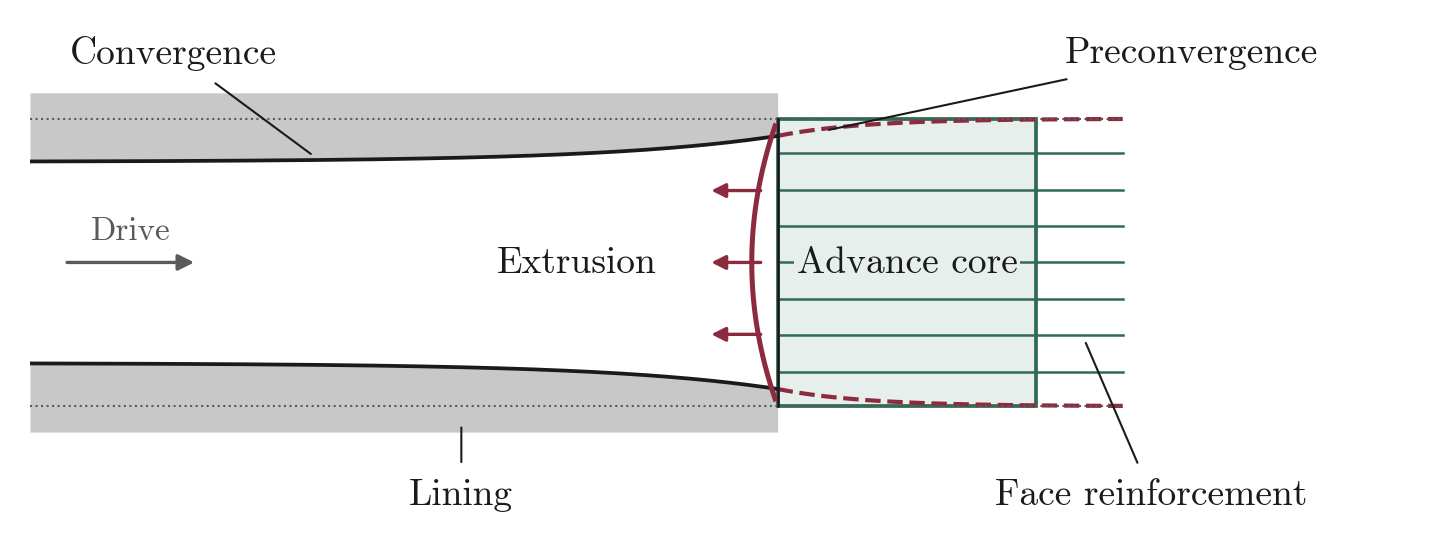 Convergence
Preconvergence
Drive
Extrusion
Advance core
Lining
Face reinforcement